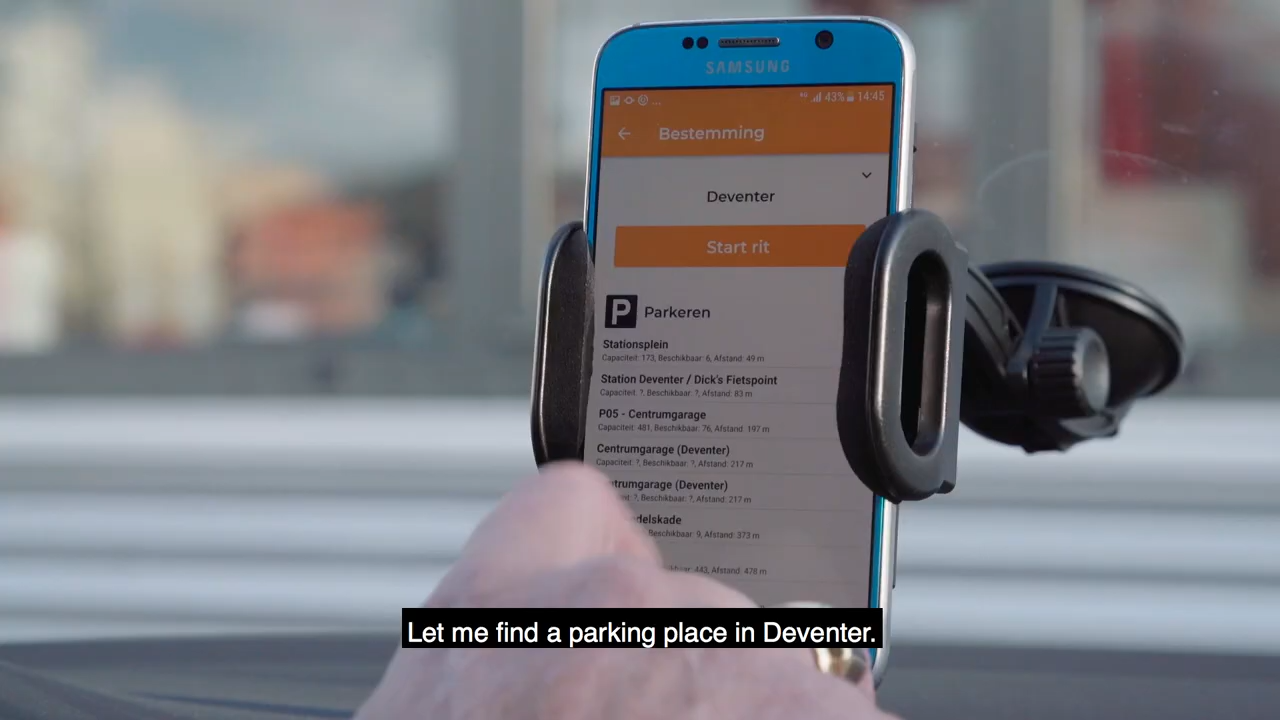 SAMSUNG
43% 14:45
Bestemming
Deventer
Start rit
P Parkeren
Stationsplein
Capaciteit: 173, Beschikbaar: 6, Afstand: 49 m
Station Deventer / Dick's Fietspoint
Capaciteit: ?, Beschikbaar: ?, Afstand: 83 m
P05 - Centrumgarage
Capaciteit: 481, Beschikbaar: 76, Afstand: 197 m
Centrumgarage (Deventer)
Capaciteit: ?, Beschikbaar: ?, Afstand: 217 m
trumgarage (Deventer)
?, Beschikbaar: ?, Afstand: 217 m
delskade
Beschikbaar: 9, Afstand: 373 m
443, Afstand: 478 m
Let me find a parking place in Deventer.